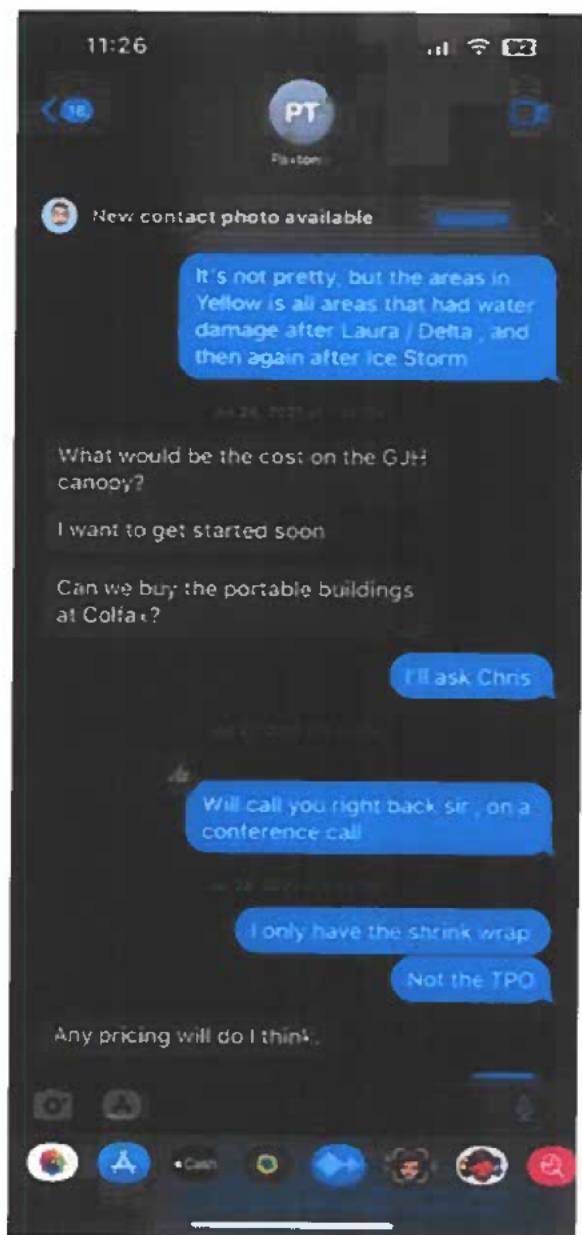 11:26
18
PT
Paxton
New contact photo available
It's not pretty, but the areas in
Yellow is all areas that had water
damage after Laura / Delta , and
then again after Ice Storm
What would be the cost on the GJH
canopy?
I want to get started soon
Can we buy the portable buildings
at Colfax?
I'll ask Chris
Will call you right back sir , on a
conference call
I only have the shrink wrap
Not the TPO
Any pricing will do I think.
Cash